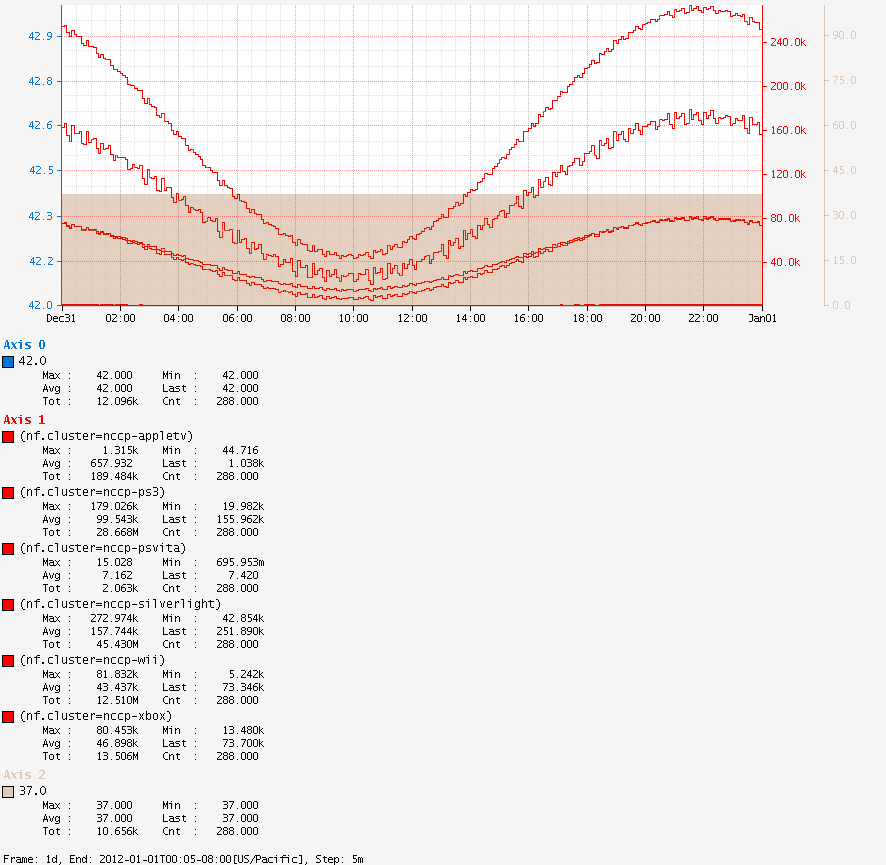 42.9
42.8
42.6
42.5
42.3
42.2
42.0
240.0k
200.0k
160.0k
120.0k
80.0k
40.0k
90.0
75.0
60.0
45.0
30.0
15.0
0.0
Dec31 02:00 04:00 06:00 08:00 10:00 12:00 14:00 16:00 18:00 20:00 22:00 Jan01
Axis 0
42.0
Max : 42.000 Min : 42.000
Avg : 42.000 Last : 42.000
Tot : 12.096k Cnt : 288.000
Axis 1
(nf.cluster=nccp-appletv)
Max : 1.315k Min : 44.716
Avg : 657.932 Last : 1.038k
Tot : 189.484k Cnt : 288.000
(nf.cluster=nccp-ps3)
Max : 179.026k Min : 19.982k
Avg : 99.543k Last : 155.962k
Tot : 28.668M Cnt : 288.000
(nf.cluster=nccp-psvita)
Max : 15.028 Min : 695.953m
Avg : 7.162 Last : 7.420
Tot : 2.063k Cnt : 288.000
(nf.cluster=nccp-silverlight)
Max : 272.974k Min : 42.854k
Avg : 157.744k Last : 251.890k
Tot : 45.430M Cnt : 288.000
(nf.cluster=nccp-wii)
Max : 81.832k Min : 5.242k
Avg : 43.437k Last : 73.346k
Tot : 12.510M Cnt : 288.000
(nf.cluster=nccp-xbox)
Max : 80.453k Min : 13.480k
Avg : 46.898k Last : 73.700k
Tot : 13.506M Cnt : 288.000
Axis 2
37.0
Max : 37.000 Min : 37.000
Avg : 37.000 Last : 37.000
Tot : 10.656k Cnt : 288.000
Frame: 1d, End: 2012-01-01T00:05-08:00[US/Pacific], Step: 5m